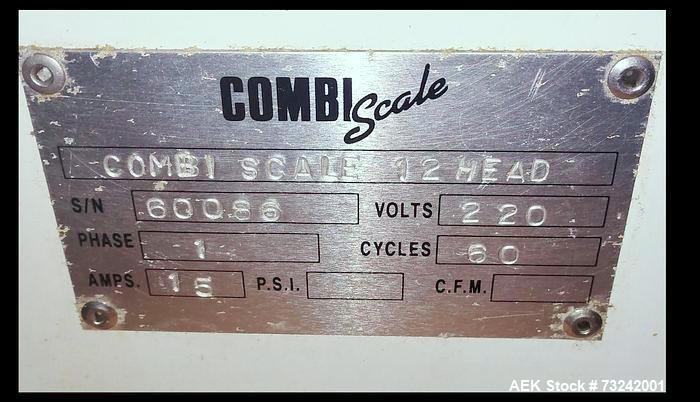 COMBI Scale
COMBI SCALE 12 HEAD
S/N 60086 VOLTS 220
PHASE 1 CYCLES 60
AMPS. 15 P.S.I. C.F.M.
AEK Stock # 73242001